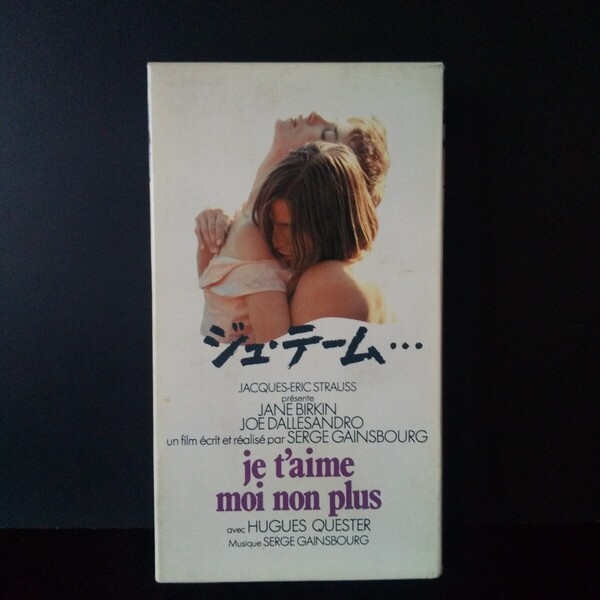 ジュ・テーム…
JACQUES-ERIC STRAUSS
présente
JANE BIRKIN
JOE DALLESANDRO
un film écrit et réalisé par SERGE GAINSBOURG
je t'aime
moi non plus
avec HUGUES QUESTER
Musique SERGE GAINSBOURG